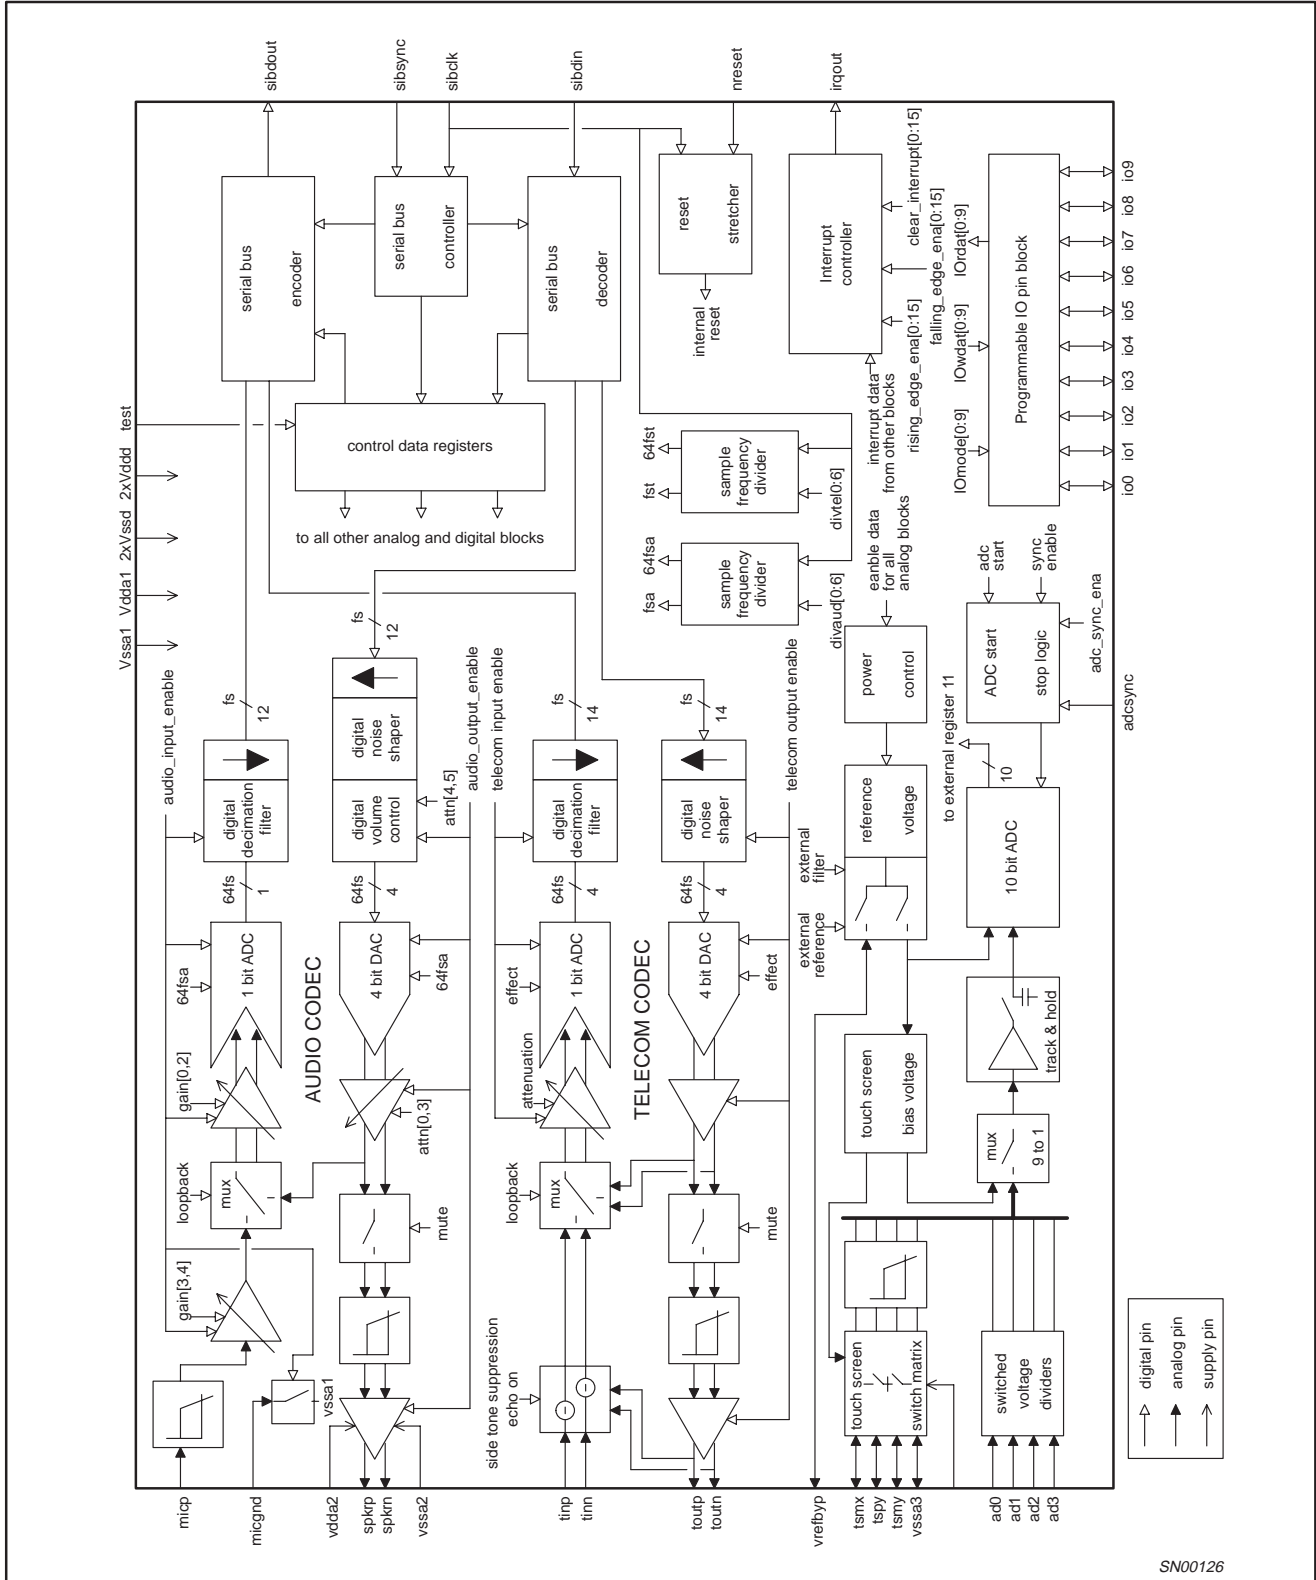 sibdout
sibsync
sibclk
sibdin
nreset
irqout
serial bus
encoder
serial bus
controller
serial bus
decoder
reset
stretcher
internal
reset
Interrupt
controller
clear_interrupt[0:15]
falling_edge_ena[0:15]
rising_edge_ena[0:15]
interrupt data
from other blocks
IOrdat[0:9]
IOwdat[0:9]
IOmode[0:9]
Programmable IO pin block
io9
io8
io7
io6
io5
io4
io3
io2
io1
io0
test
2xVddd
2xVssd
Vdda1
Vssa1
control data registers
to all other analog and digital blocks
64fst
fst
sample
frequency
divider
divtel0:6]
64fsa
fsa
sample
frequency
divider
divaud[0:6]
eanble data
for all
analog blocks
power
control
adc
start
sync
enable
ADC start
stop logic
adc_sync_ena
adcsync
audio_input_enable
fs
12
fs
12
audio_output_enable
telecom input enable
fs
14
fs
14
telecom output enable
digital
decimation
filter
digital
noise
shaper
digital
volume
control
attn[4,5]
digital
decimation
filter
digital
noise
shaper
reference
voltage
external
filter
external
reference
to external register 11
10
10 bit ADC
64fs
1
64fs
4
64fs
4
64fs
4
64fsa
1 bit ADC
AUDIO CODEC
4 bit DAC
64fsa
effect
1 bit ADC
TELECOM CODEC
4 bit DAC
effect
gain[0,2]
attn[0,3]
attenuation
touch screen
bias voltage
track & hold
mux
9 to 1
loopback
mux
mute
loopback
mux
mute
gain[3,4]
vssa1
side tone suppression
echo on
touch screen
switch matrix
switched
voltage
dividers
micp
micgnd
vdda2
spkrp
spkrn
vssa2
tinp
tinn
toutp
toutn
vrefbyp
tsmx
tspy
tsmy
vssa3
ad0
ad1
ad2
ad3
digital pin
analog pin
supply pin
SN00126